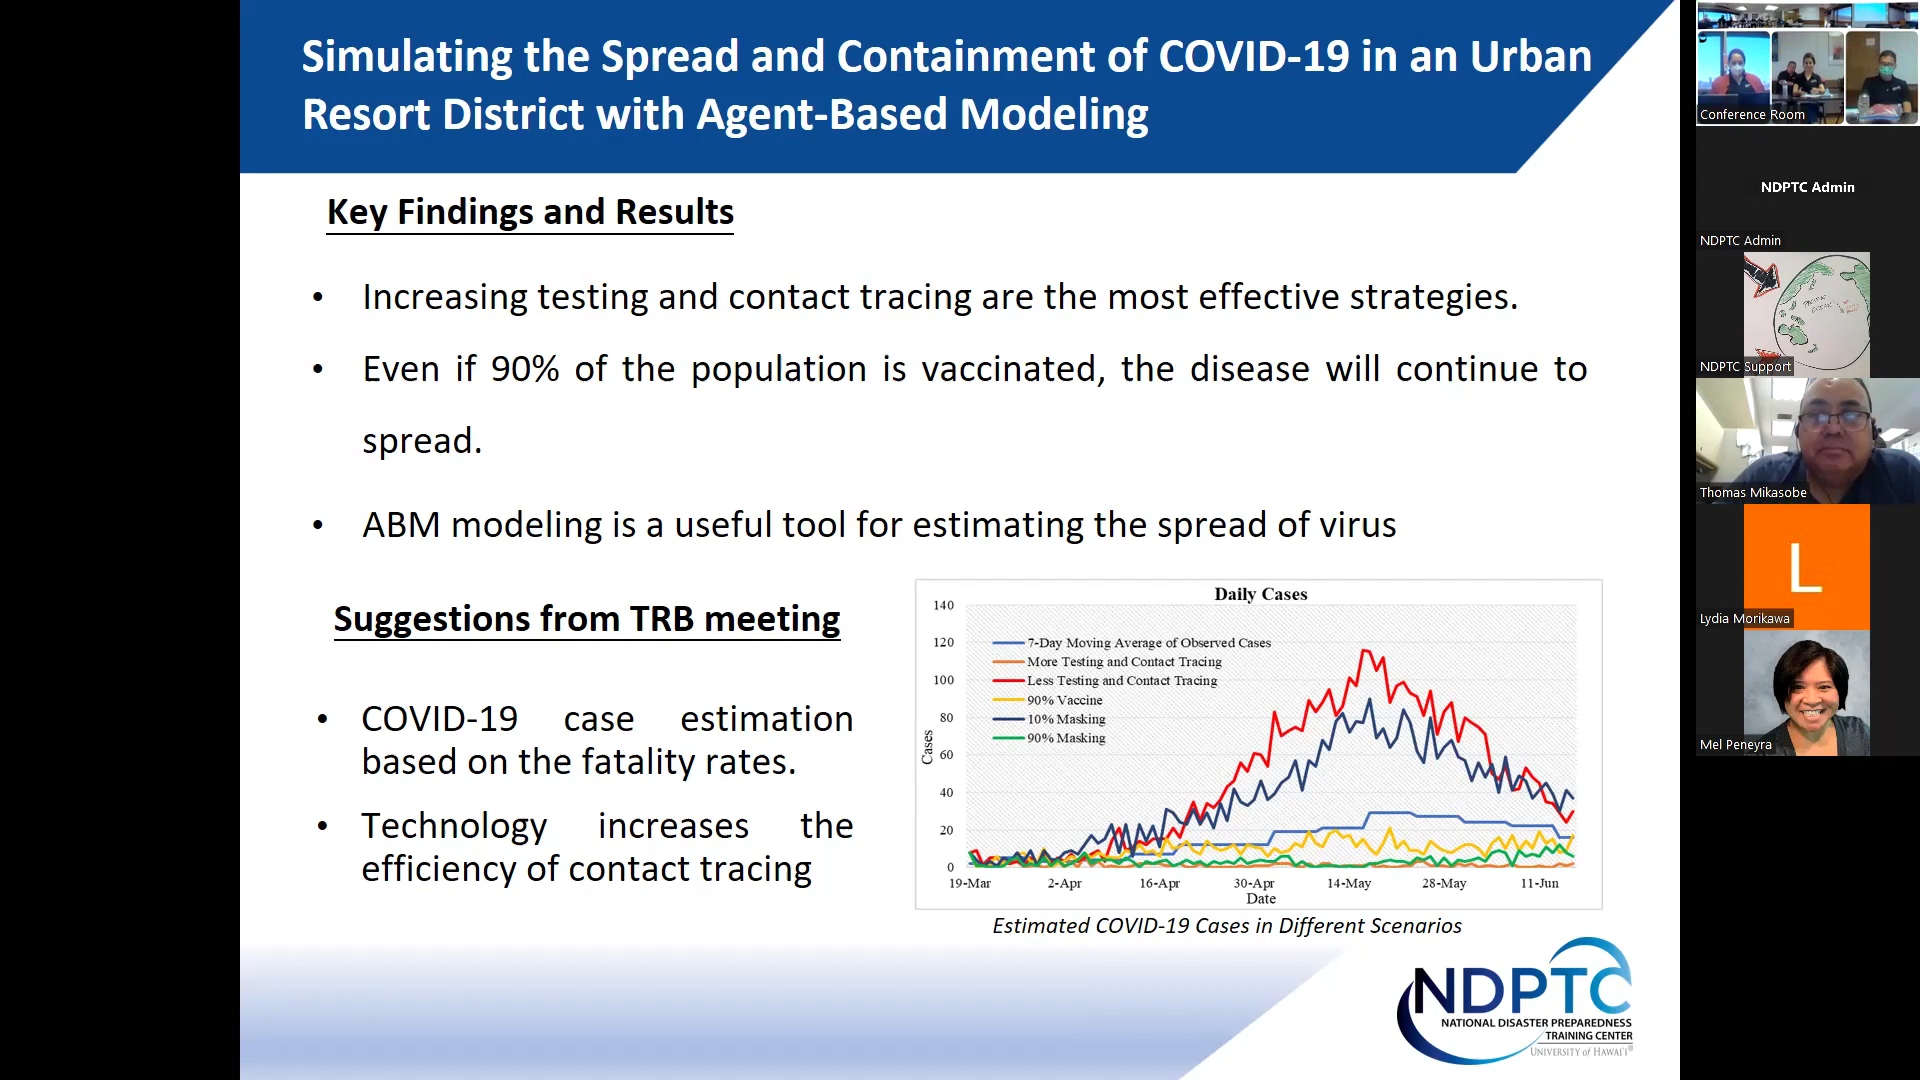 Simulating the Spread and Containment of COVID-19 in an Urban
Resort District with Agent-Based Modeling
Key Findings and Results
• Increasing testing and contact tracing are the most effective strategies.
• Even if 90% of the population is vaccinated, the disease will continue to
spread.
• ABM modeling is a useful tool for estimating the spread of virus
Suggestions from TRB meeting
• COVID-19 case estimation
based on the fatality rates.
• Technology increases the
efficiency of contact tracing
Daily Cases
140
120
100
80
60
40
20
0
Cases
7-Day Moving Average of Observed Cases
More Testing and Contact Tracing
Less Testing and Contact Tracing
90% Vaccine
10% Masking
90% Masking
19-Mar
2-Apr
16-Apr
30-Apr
14-May
28-May
11-Jun
Date
Estimated COVID-19 Cases in Different Scenarios
NDPTC
NATIONAL DISASTER PREPAREDNESS
TRAINING CENTER
UNIVERSITY of HAWAI'I®
Conference Room
NDPTC Admin
NDPTC Admin
NDPTC Support
Thomas Mikasobe
L
Lydia Morikawa
Mel Peneyra